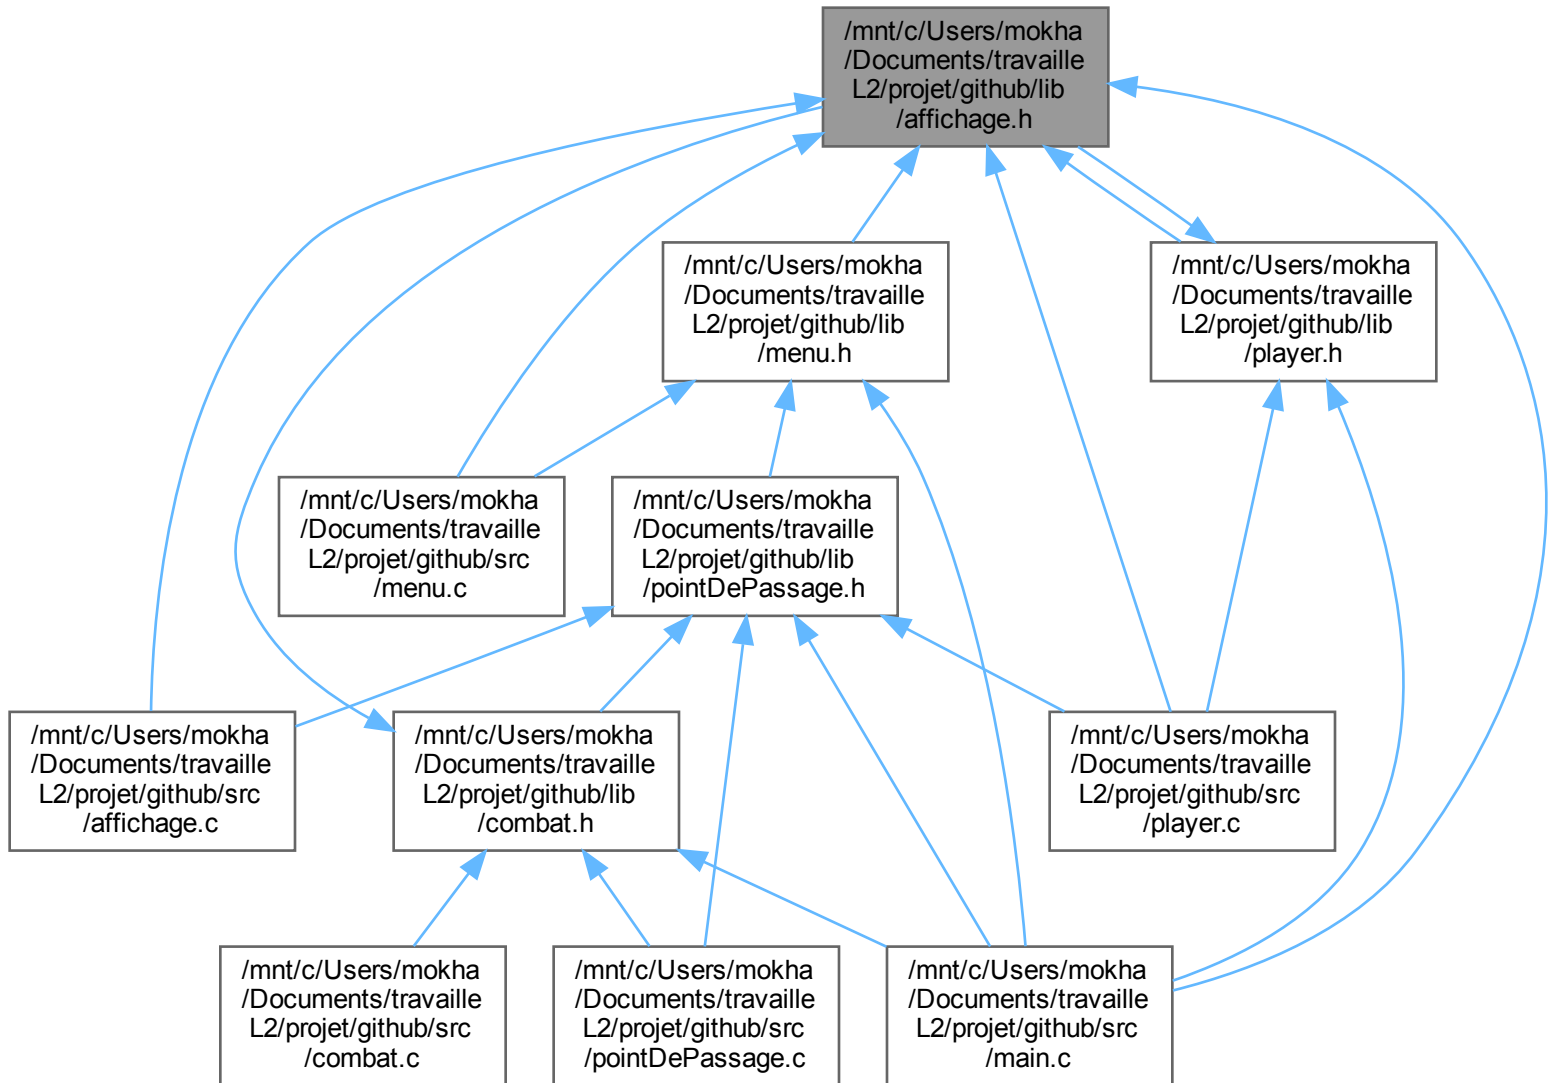 /mnt/c/Users/mokha
/Documents/travaille
L2/projet/github/lib
/affichage.h
/mnt/c/Users/mokha
/Documents/travaille
L2/projet/github/lib
/menu.h
/mnt/c/Users/mokha
/Documents/travaille
L2/projet/github/lib
/player.h
/mnt/c/Users/mokha
/Documents/travaille
L2/projet/github/src
/menu.c
/mnt/c/Users/mokha
/Documents/travaille
L2/projet/github/lib
/pointDePassage.h
/mnt/c/Users/mokha
/Documents/travaille
L2/projet/github/src
/affichage.c
/mnt/c/Users/mokha
/Documents/travaille
L2/projet/github/lib
/combat.h
/mnt/c/Users/mokha
/Documents/travaille
L2/projet/github/src
/player.c
/mnt/c/Users/mokha
/Documents/travaille
L2/projet/github/src
/combat.c
/mnt/c/Users/mokha
/Documents/travaille
L2/projet/github/src
/pointDePassage.c
/mnt/c/Users/mokha
/Documents/travaille
L2/projet/github/src
/main.c